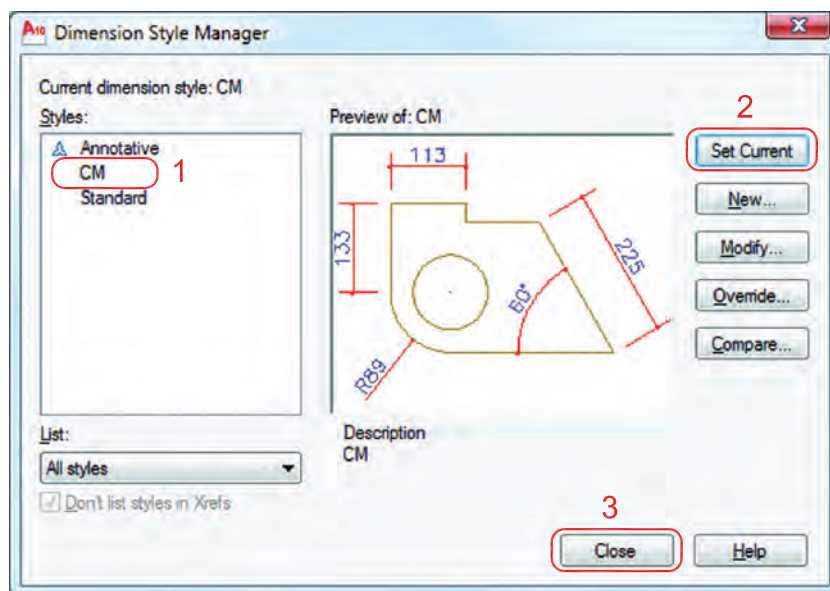 A10 Dimension Style Manager
Current dimension style: CM
Styles:
Preview of: CM
2
Annotative
CM
1
Standard
113
133
225
60°
R89
Set Current
New...
Modify...
Override...
Compare...
List:
All styles
Don't list styles in Xrefs
Description
CM
3
Close
Help